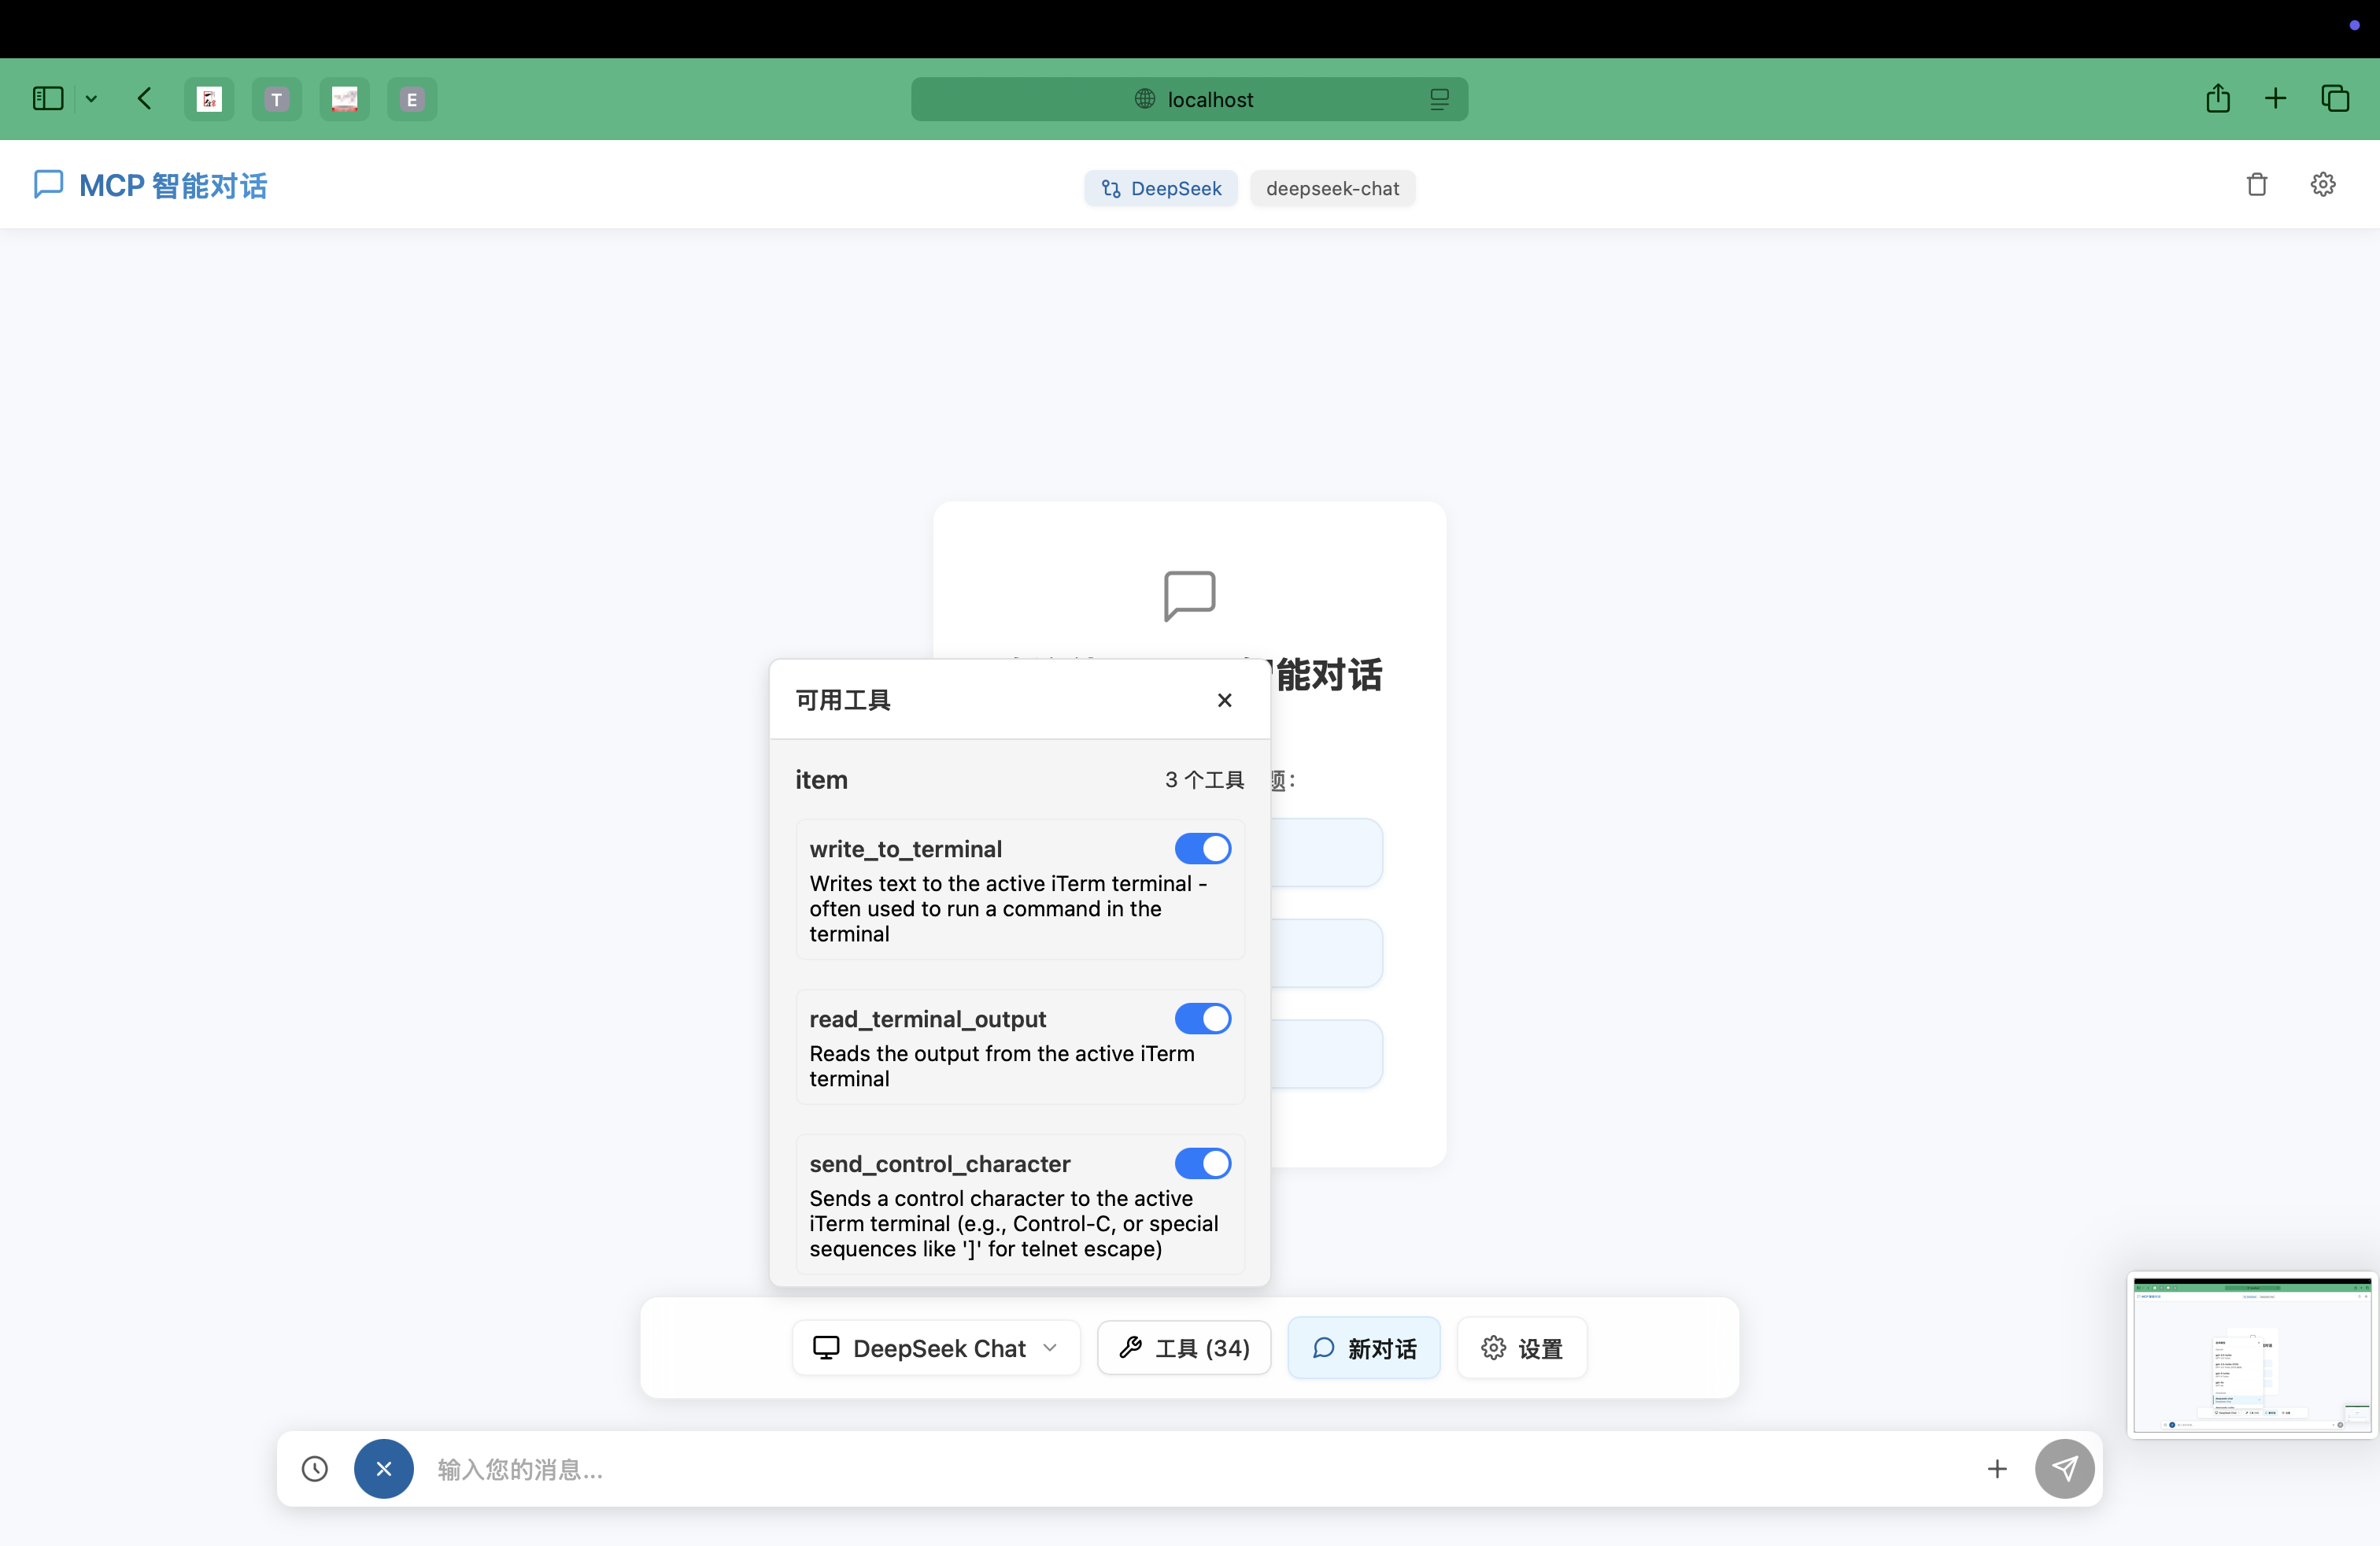 T
E
localhost
MCP 智能对话
DeepSeek
deepseek-chat
能对话
可用工具
item
3 个工具
题：
write_to_terminal
Writes text to the active iTerm terminal -
often used to run a command in the
terminal
read_terminal_output
Reads the output from the active iTerm
terminal
send_control_character
Sends a control character to the active
iTerm terminal (e.g., Control-C, or special
sequences like ']' for telnet escape)
DeepSeek Chat
工具 (34)
新对话
设置
输入您的消息...